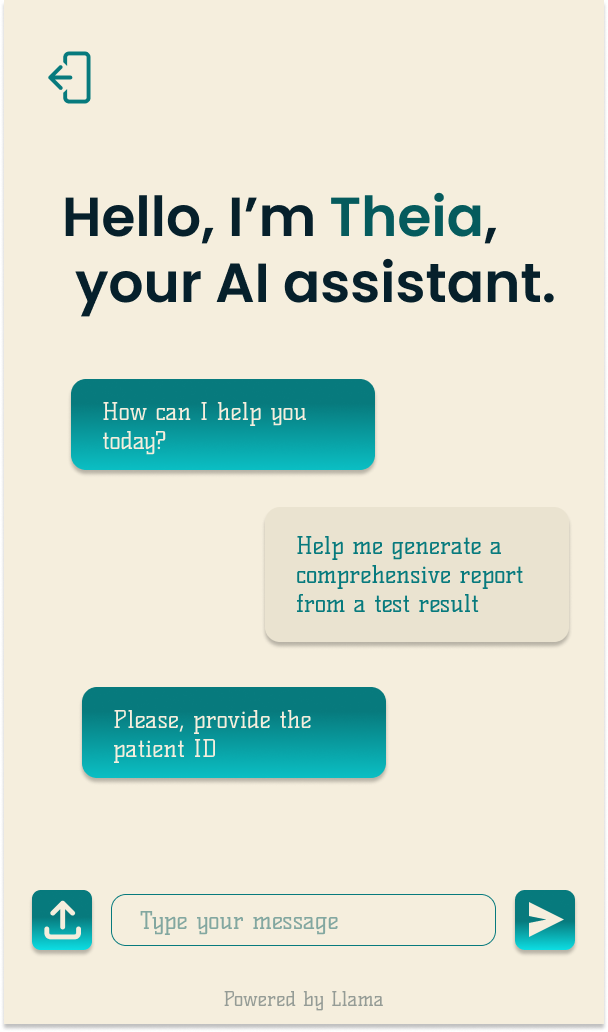 Hello, I’m Theia,
your AI assistant.
How can I help you
today?
Help me generate a
comprehensive report
from a test result
Please, provide the
patient ID
Type your message
Powered by Llama